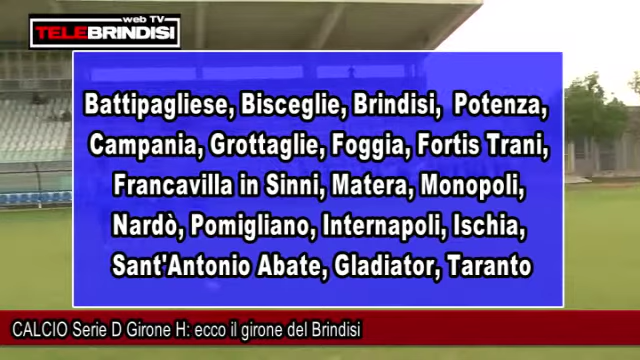 web TV
TELEBRINDISI
Battipagliese, Bisceglie, Brindisi, Potenza,
Campania, Grottaglie, Foggia, Fortis Trani,
Francavilla in Sinni, Matera, Monopoli,
Nardò, Pomigliano, Internapoli, Ischia,
Sant'Antonio Abate, Gladiator, Taranto
CALCIO Serie D Girone H: ecco il girone del Brindisi